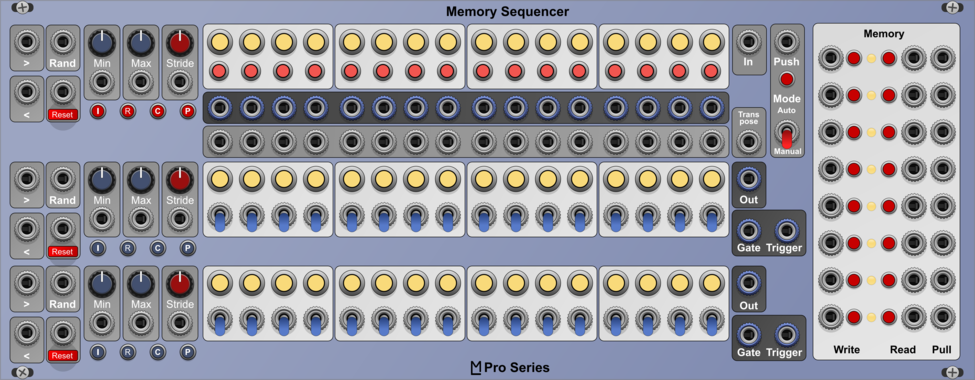 Memory Sequencer
> Rand Min Max Stride
< Reset I R C P
In Push
Mode
Auto
Manual
Trans
pose
Memory
> Rand Min Max Stride
< Reset I R C P
Out
Gate Trigger
> Rand Min Max Stride
< Reset I R C P
Out
Gate Trigger
Write Read Pull
M Pro Series